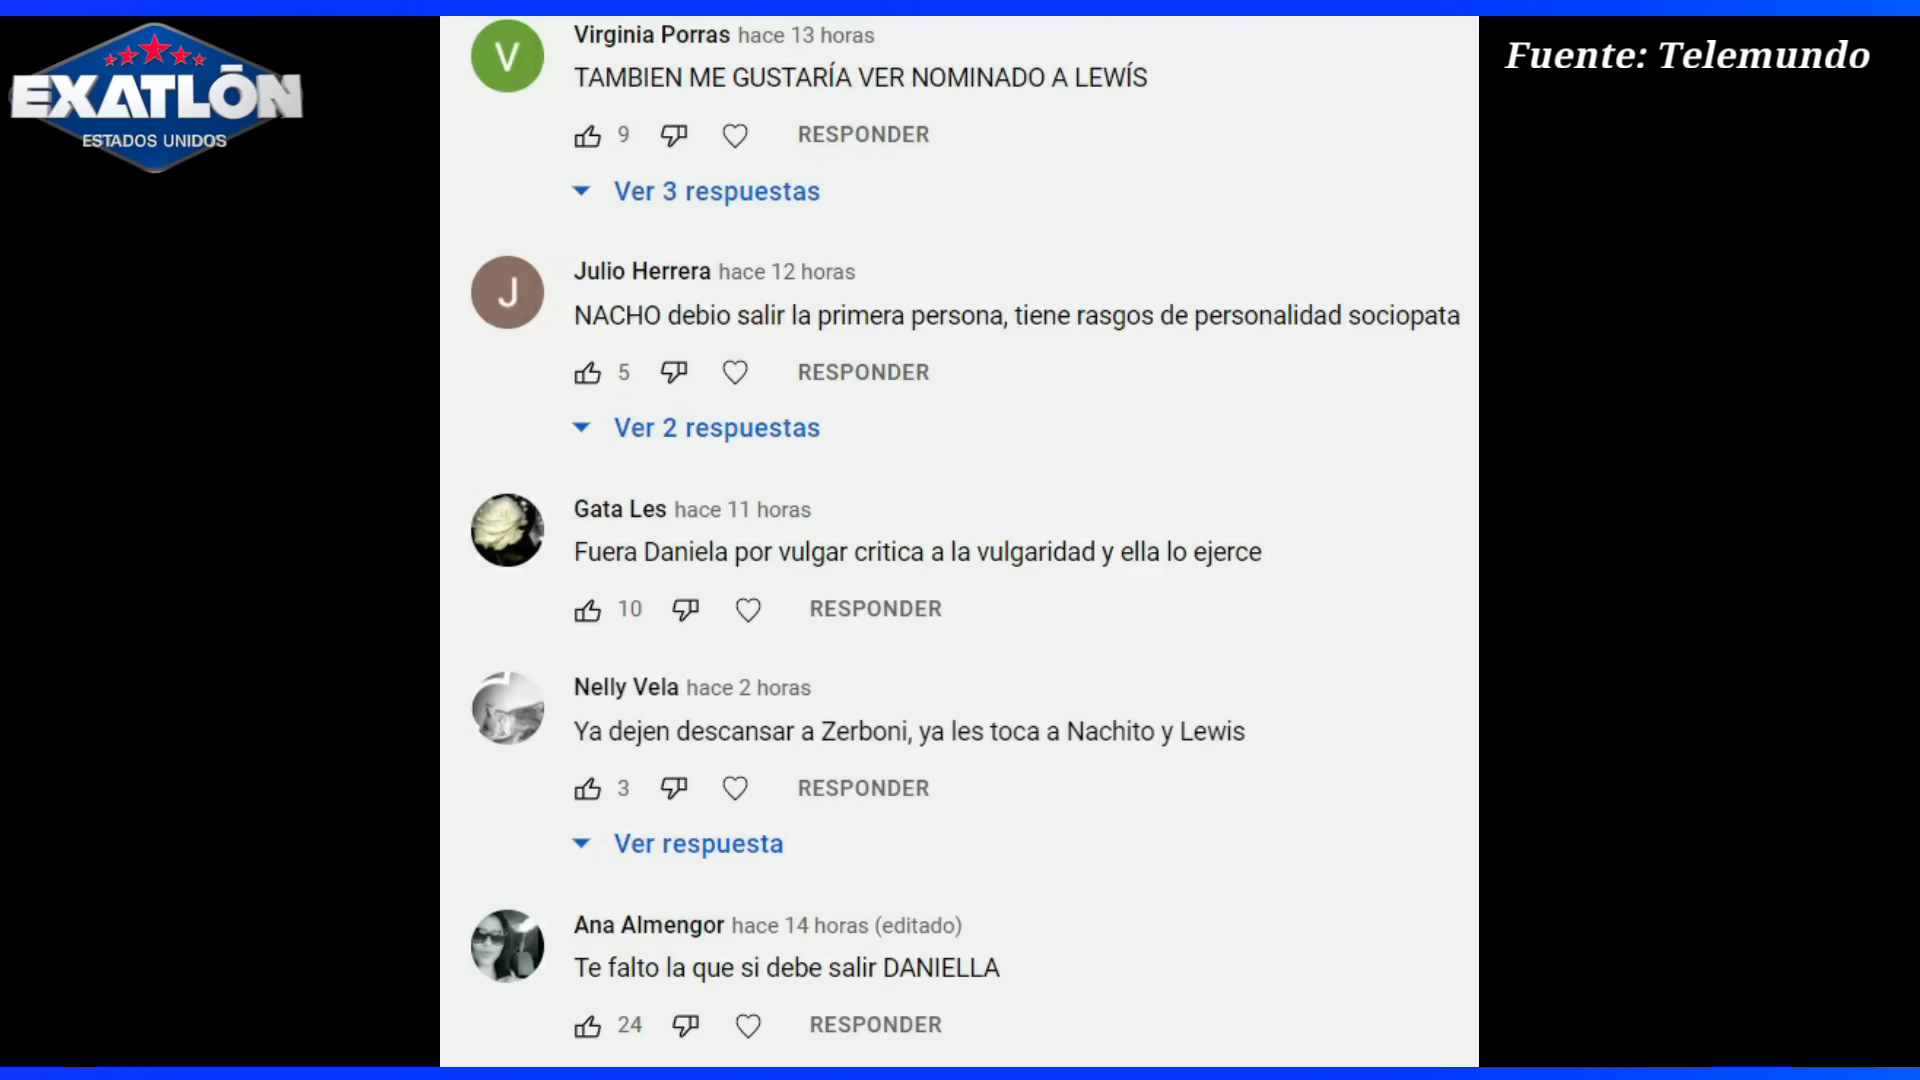 EXATLŌN
ESTADOS UNIDOS
Fuente: Telemundo
V
Virginia Porras hace 13 horas
TAMBIEN ME GUSTARÍA VER NOMINADO A LEWÍS
9 RESPONDER
Ver 3 respuestas
J
Julio Herrera hace 12 horas
NACHO debio salir la primera persona, tiene rasgos de personalidad sociopata
5 RESPONDER
Ver 2 respuestas
Gata Les hace 11 horas
Fuera Daniela por vulgar critica a la vulgaridad y ella lo ejerce
10 RESPONDER
Nelly Vela hace 2 horas
Ya dejen descansar a Zerboni, ya les toca a Nachito y Lewis
3 RESPONDER
Ver respuesta
Ana Almengor hace 14 horas (editado)
Te falto la que si debe salir DANIELLA
24 RESPONDER